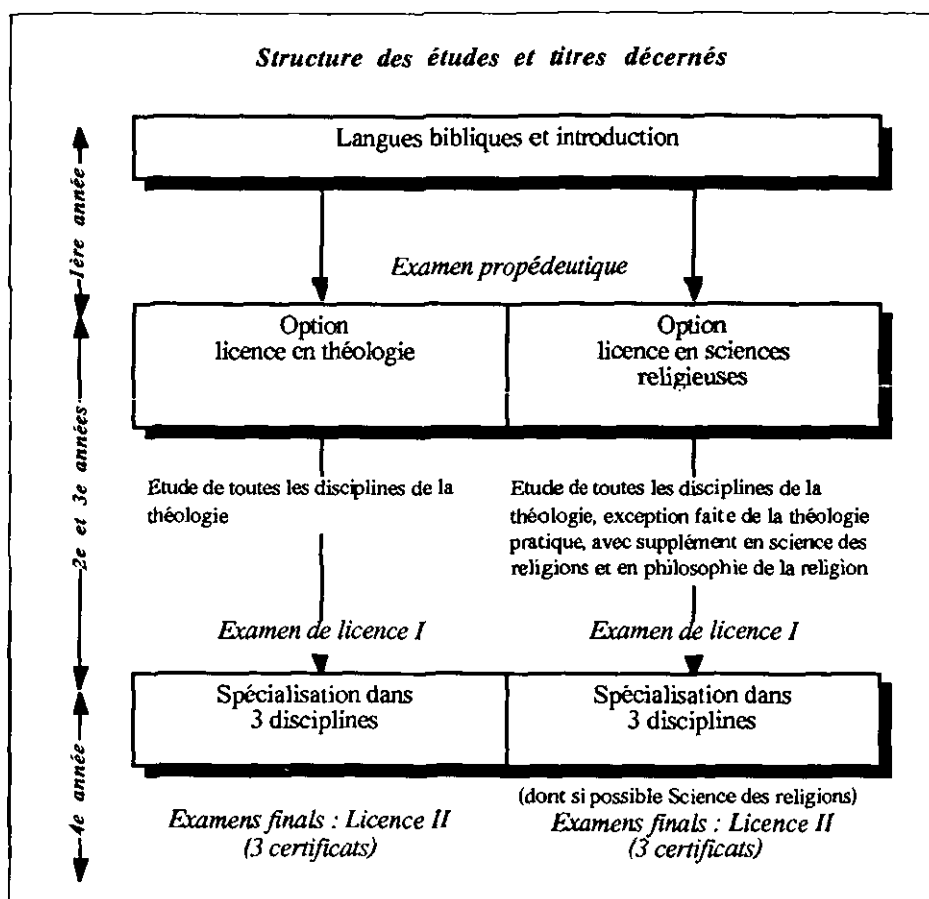 Structure des études et titres décernés
1ère année
Langues bibliques et introduction
Examen propédeutique
2e et 3e années
Option
licence en théologie
Option
licence en sciences
religieuses
Etude de toutes les disciplines de la
théologie
Etude de toutes les disciplines de la
théologie, exception faite de la théologie
pratique, avec supplément en science des
religions et en philosophie de la religion
Examen de licence I
Examen de licence I
4e année
Spécialisation dans
3 disciplines
Spécialisation dans
3 disciplines
(dont si possible Science des religions)
Examens finals : Licence II
(3 certificats)
Examens finals : Licence II
(3 certificats)